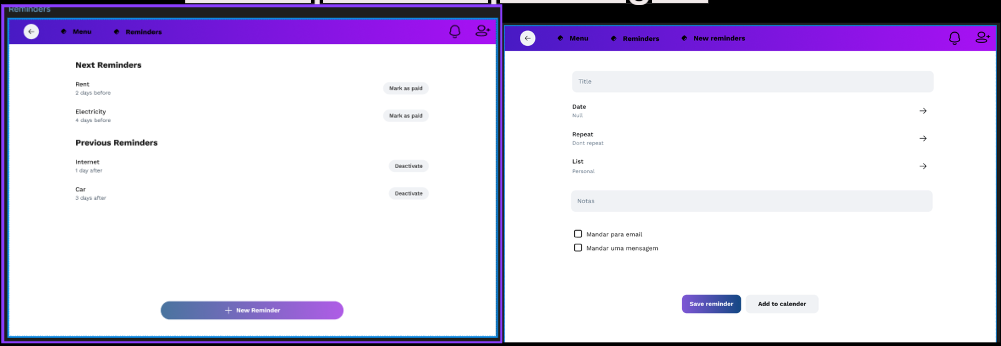 Reminders
Menu Reminders
Next Reminders
Rent
2 days before
Mark as paid
Electricity
4 days before
Mark as paid
Previous Reminders
Internet
1 day after
Deactivate
Car
3 days after
Deactivate
+ New Reminder
Menu Reminders New reminders
Title
Date
Null
Repeat
Dont repeat
List
Personal
Notas
Mandar para email
Mandar uma mensagem
Save reminder Add to calender